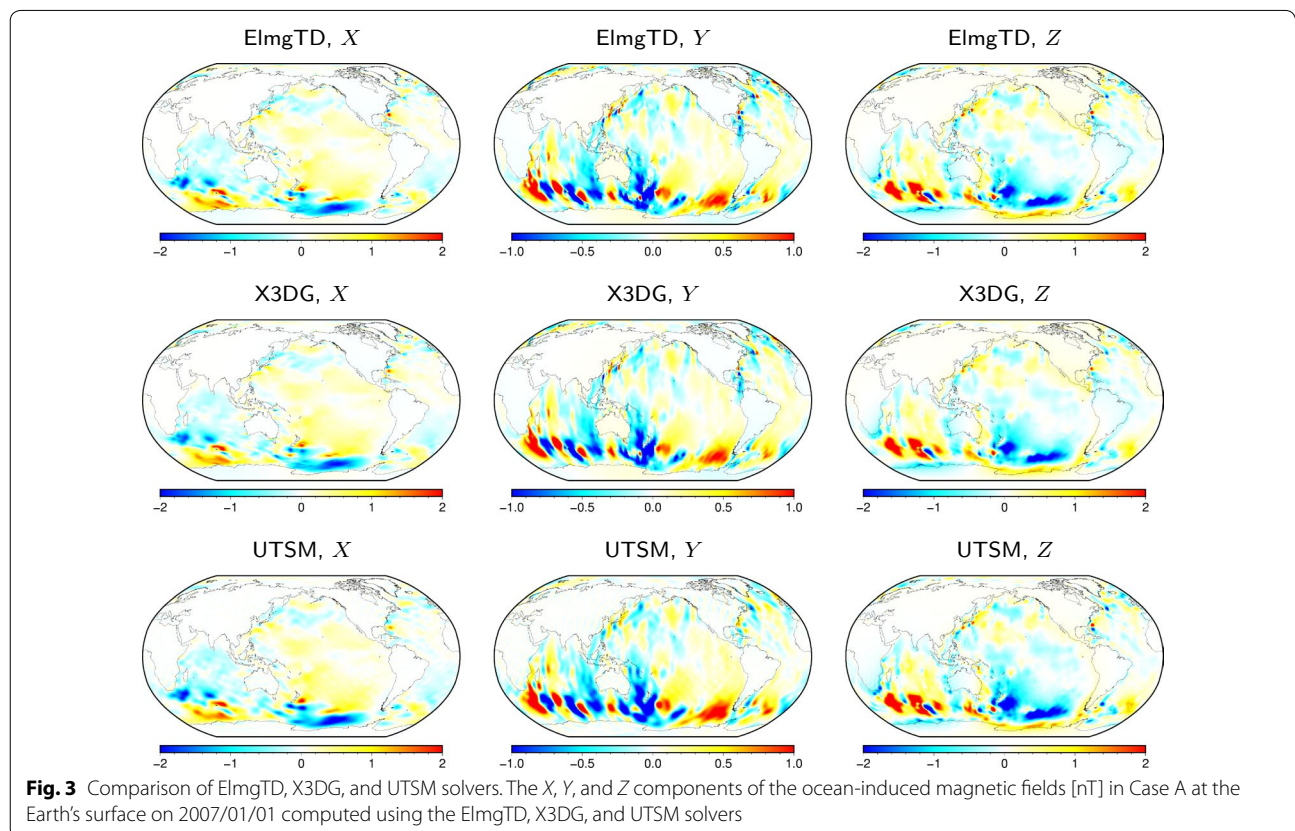 ElmgTD, X
ElmgTD, Y
ElmgTD, Z
−2 −1 0 1 2
−1.0 −0.5 0.0 0.5 1.0
−2 −1 0 1 2
X3DG, X
X3DG, Y
X3DG, Z
−2 −1 0 1 2
−1.0 −0.5 0.0 0.5 1.0
−2 −1 0 1 2
UTSM, X
UTSM, Y
UTSM, Z
−2 −1 0 1 2
−1.0 −0.5 0.0 0.5 1.0
−2 −1 0 1 2
Fig. 3 Comparison of ElmgTD, X3DG, and UTSM solvers. The X, Y, and Z components of the ocean-induced magnetic fields [nT] in Case A at the
Earth's surface on 2007/01/01 computed using the ElmgTD, X3DG, and UTSM solvers